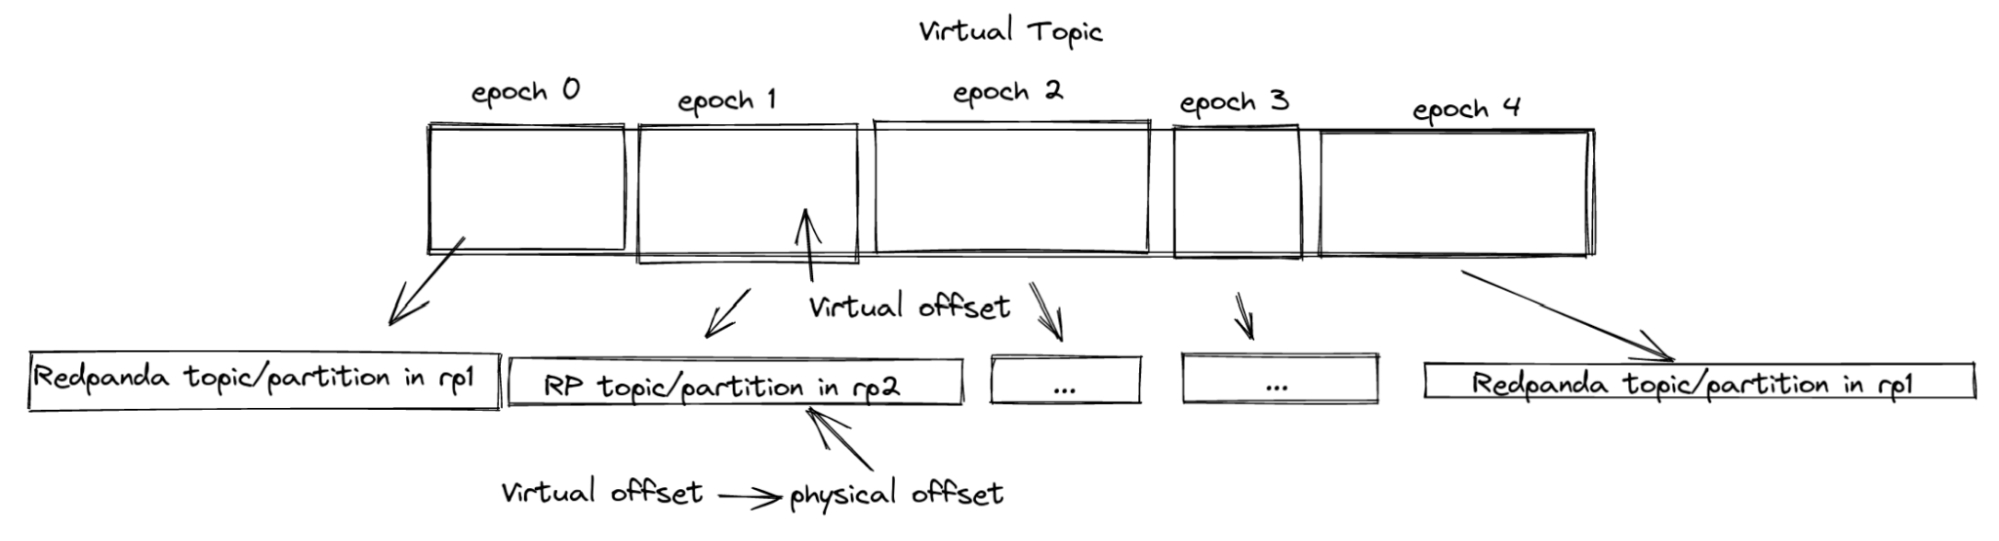 Virtual Topic
epoch 0
epoch 1
epoch 2
epoch 3
epoch 4
Virtual offset
Redpanda topic/partition in rp1
RP topic/partition in rp2
...
...
Redpanda topic/partition in rp1
Virtual offset
physical offset